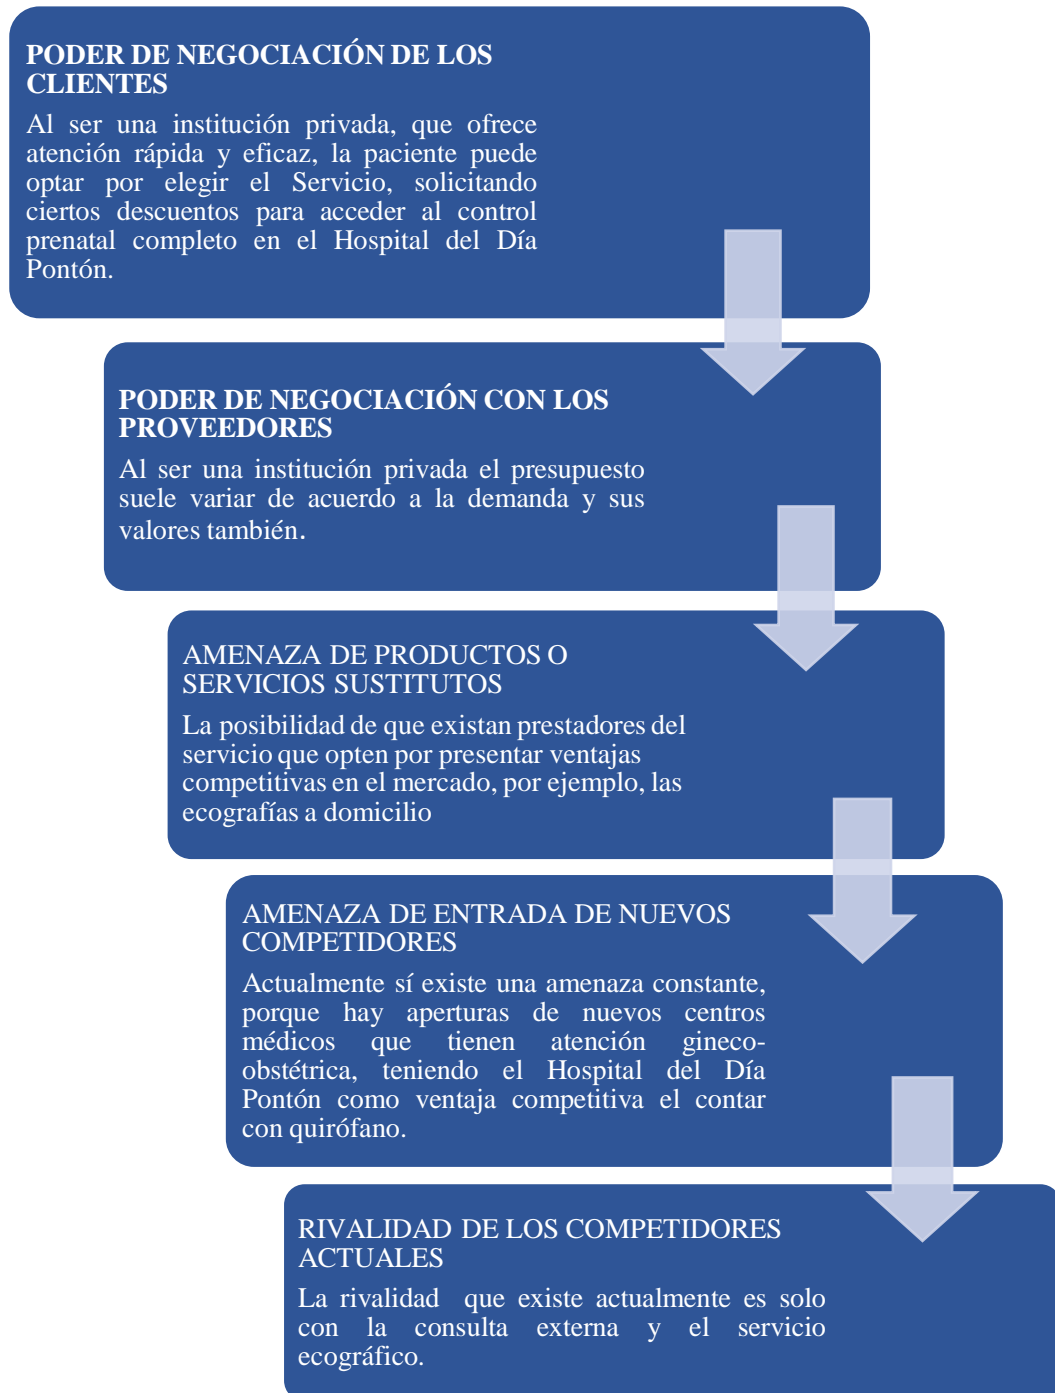 PODER DE NEGOCIACIÓN DE LOS
CLIENTES
Al ser una institución privada, que ofrece
atención rápida y eficaz, la paciente puede
optar por elegir el Servicio, solicitando
ciertos descuentos para acceder al control
prenatal completo en el Hospital del Día
Pontón.
PODER DE NEGOCIACIÓN CON LOS
PROVEEDORES
Al ser una institución privada el presupuesto
suele variar de acuerdo a la demanda y sus
valores también.
AMENAZA DE PRODUCTOS O
SERVICIOS SUSTITUTOS
La posibilidad de que existan prestadores del
servicio que opten por presentar ventajas
competitivas en el mercado, por ejemplo, las
ecografías a domicilio
AMENAZA DE ENTRADA DE NUEVOS
COMPETIDORES
Actualmente sí existe una amenaza constante,
porque hay aperturas de nuevos centros
médicos que tienen atención gineco-
obstétrica, teniendo el Hospital del Día
Pontón como ventaja competitiva el contar
con quirófano.
RIVALIDAD DE LOS COMPETIDORES
ACTUALES
La rivalidad que existe actualmente es solo
con la consulta externa y el servicio
ecográfico.